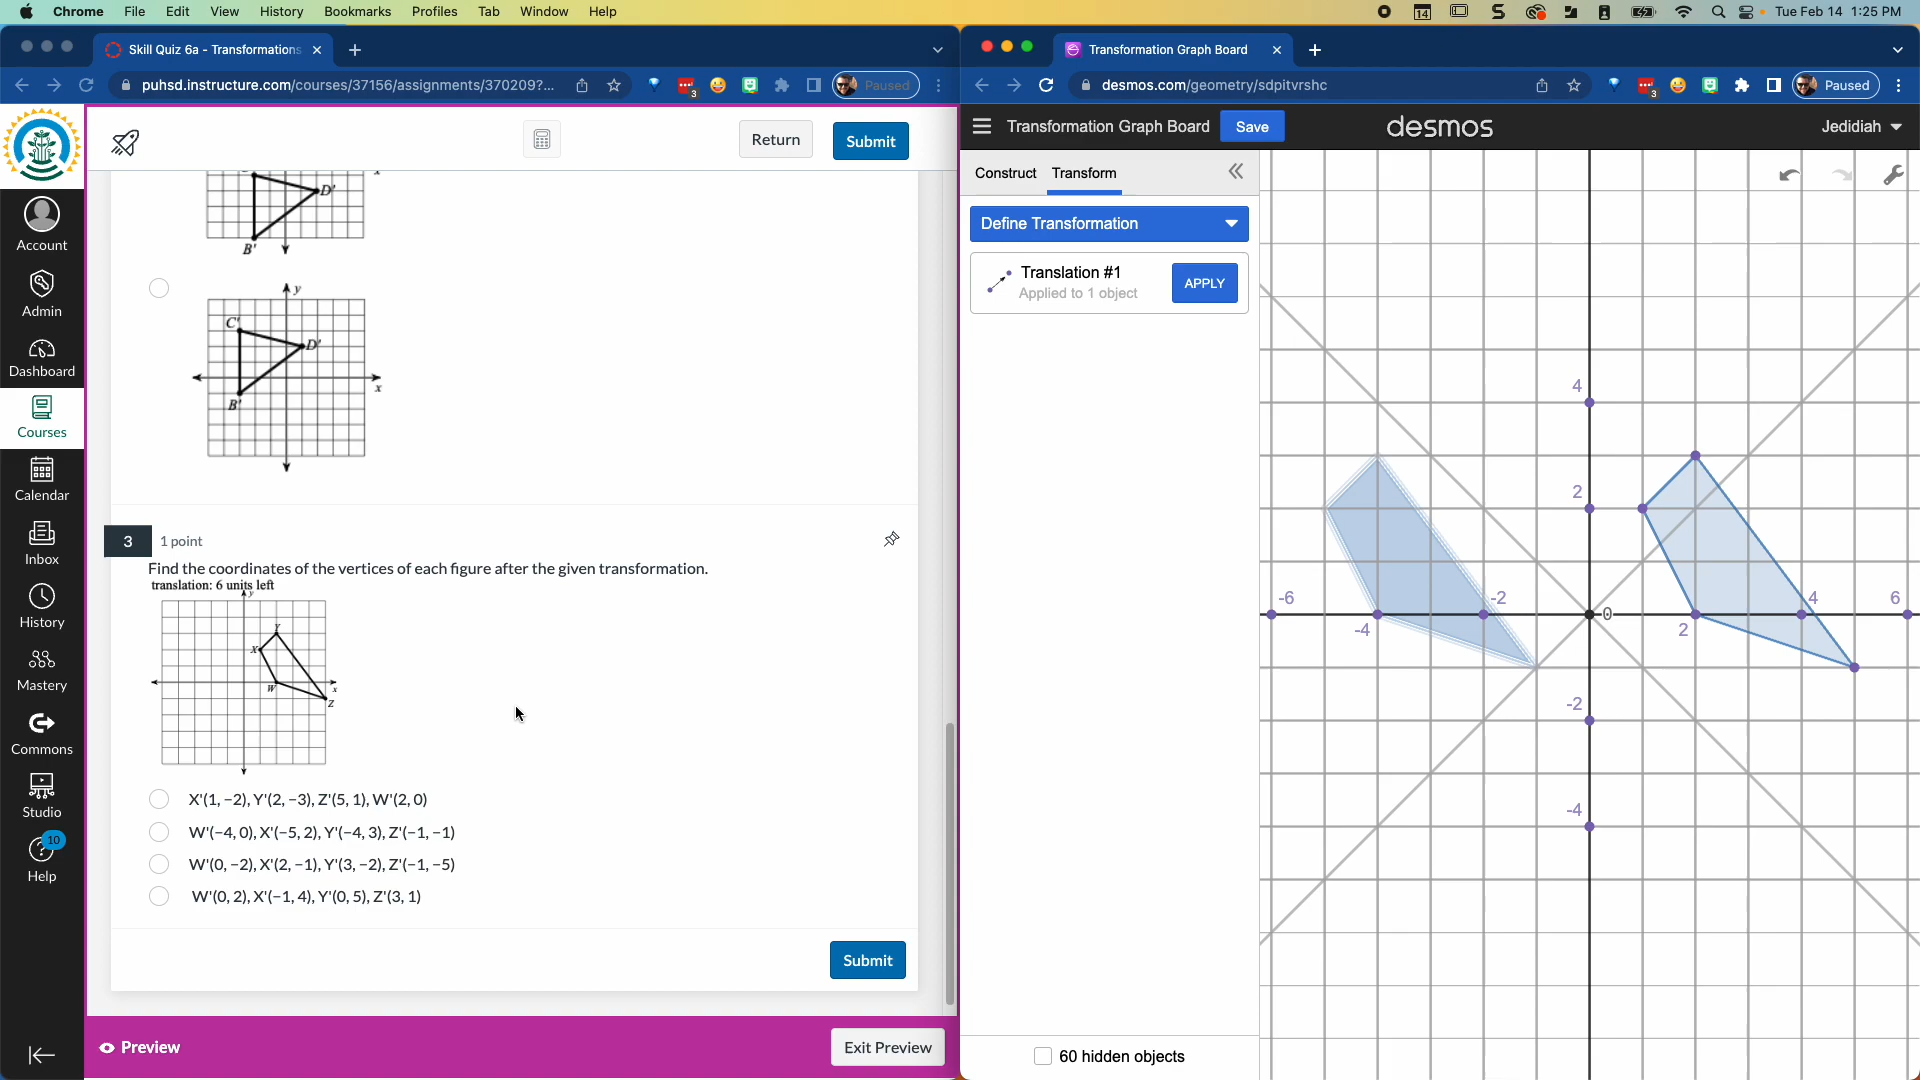 Chrome File Edit View History Bookmarks Profiles Tab Window Help
14
Tue Feb 14 1:25 PM
Skill Quiz 6a - Transformations
Transformation Graph Board
puhsd.instructure.com/courses/37156/assignments/370209?...
3
Paused
desmos.com/geometry/sdpitvrshc
3
Paused
Transformation Graph Board
Save
desmos
Jedidiah
Account
Admin
Dashboard
Courses
Calendar
Inbox
History
Mastery
Commons
Studio
10
Help
Return
Submit
D'
B'
y
C'
D'
x
B'
3
1 point
Find the coordinates of the vertices of each figure after the given transformation.
translation: 6 units left
y
Y
X
W
x
Z
X'(1, −2), Y'(2, −3), Z'(5, 1), W'(2, 0)
W'(−4, 0), X'(−5, 2), Y'(−4, 3), Z'(−1, −1)
W'(0, −2), X'(2, −1), Y'(3, −2), Z'(−1, −5)
W'(0, 2), X'(−1, 4), Y'(0, 5), Z'(3, 1)
Submit
Preview
Exit Preview
Construct Transform
Define Transformation
Translation #1
Applied to 1 object
APPLY
60 hidden objects
4
2
-6
-4
-2
0
2
4
6
-2
-4